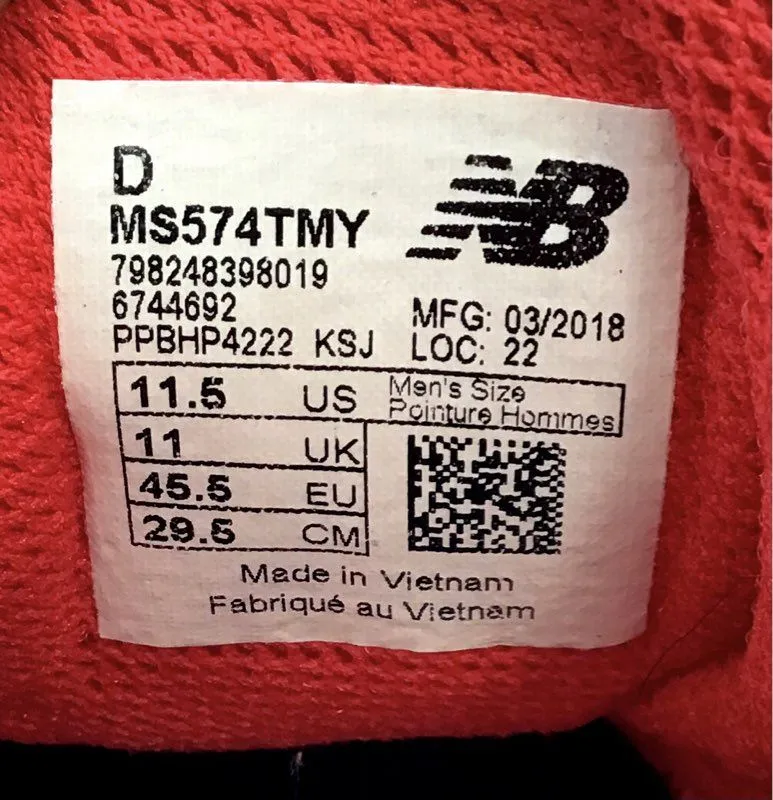 D
NB
MS574TMY
798248398019
6744692
PPBHP4222 KSJ
MFG: 03/2018
LOC: 22
11.5 US Men's Size
Pointure Hommes
11 UK
45.5 EU
29.5 CM
Made in Vietnam
Fabriqué au Vietnam